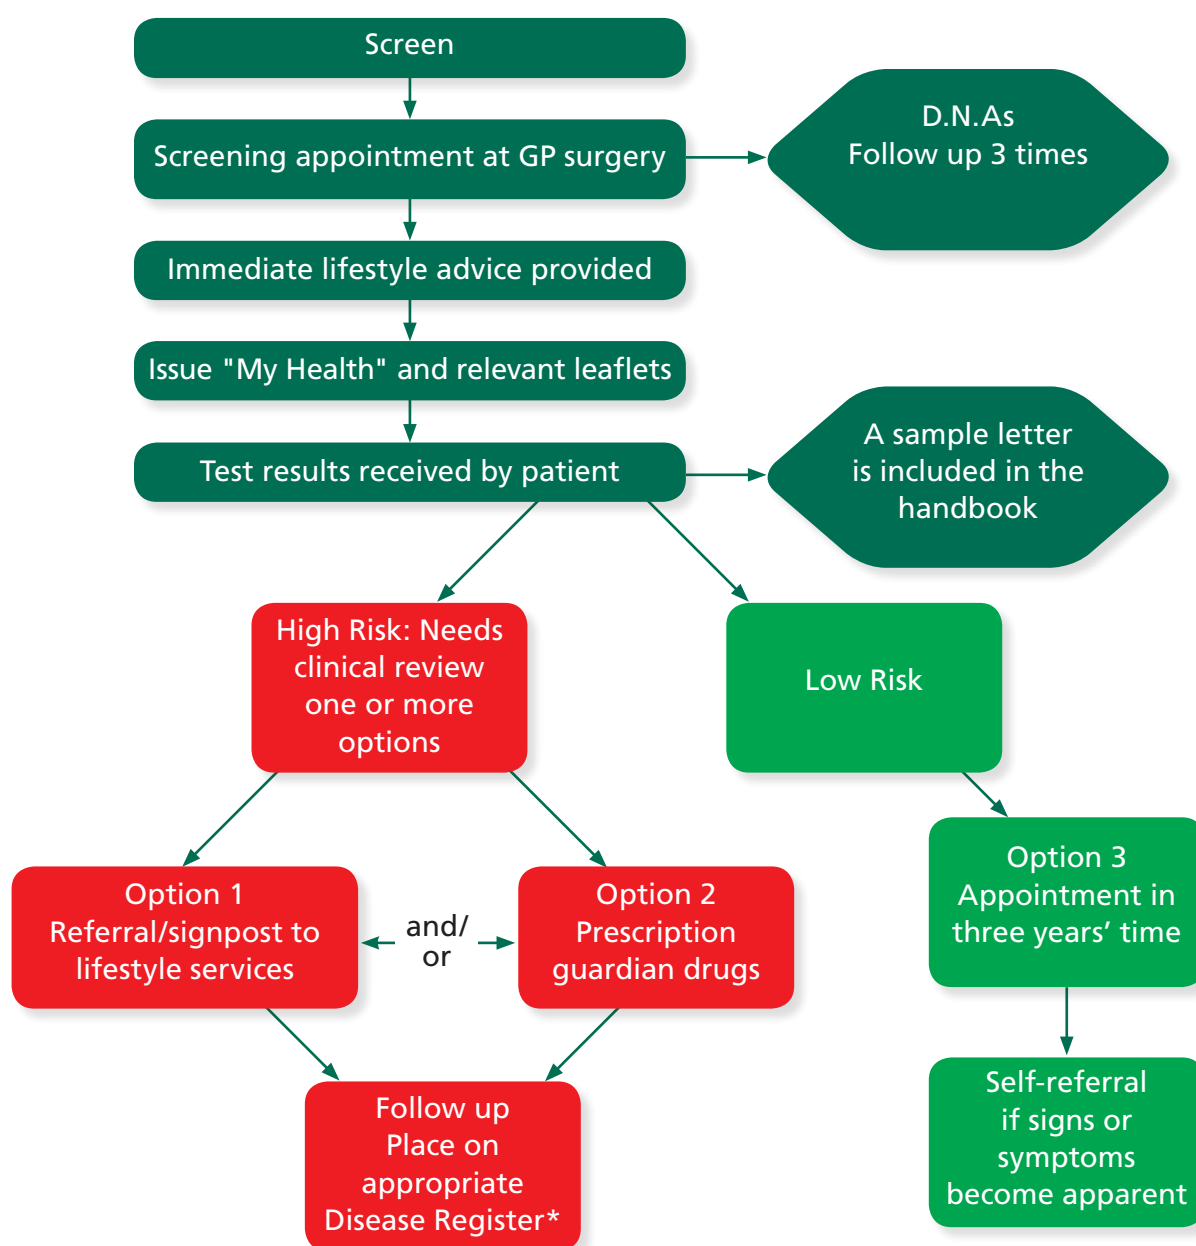 Screen
Screening appointment at GP surgery
D.N.As
Follow up 3 times
Immediate lifestyle advice provided
Issue "My Health" and relevant leaflets
Test results received by patient
A sample letter
is included in the
handbook
High Risk: Needs
clinical review
one or more
options
Low Risk
Option 1
Referral/signpost to
lifestyle services
and/
or
Option 2
Prescription
guardian drugs
Option 3
Appointment in
three years’ time
Follow up
Place on
appropriate
Disease Register*
Self-referral
if signs or
symptoms
become apparent